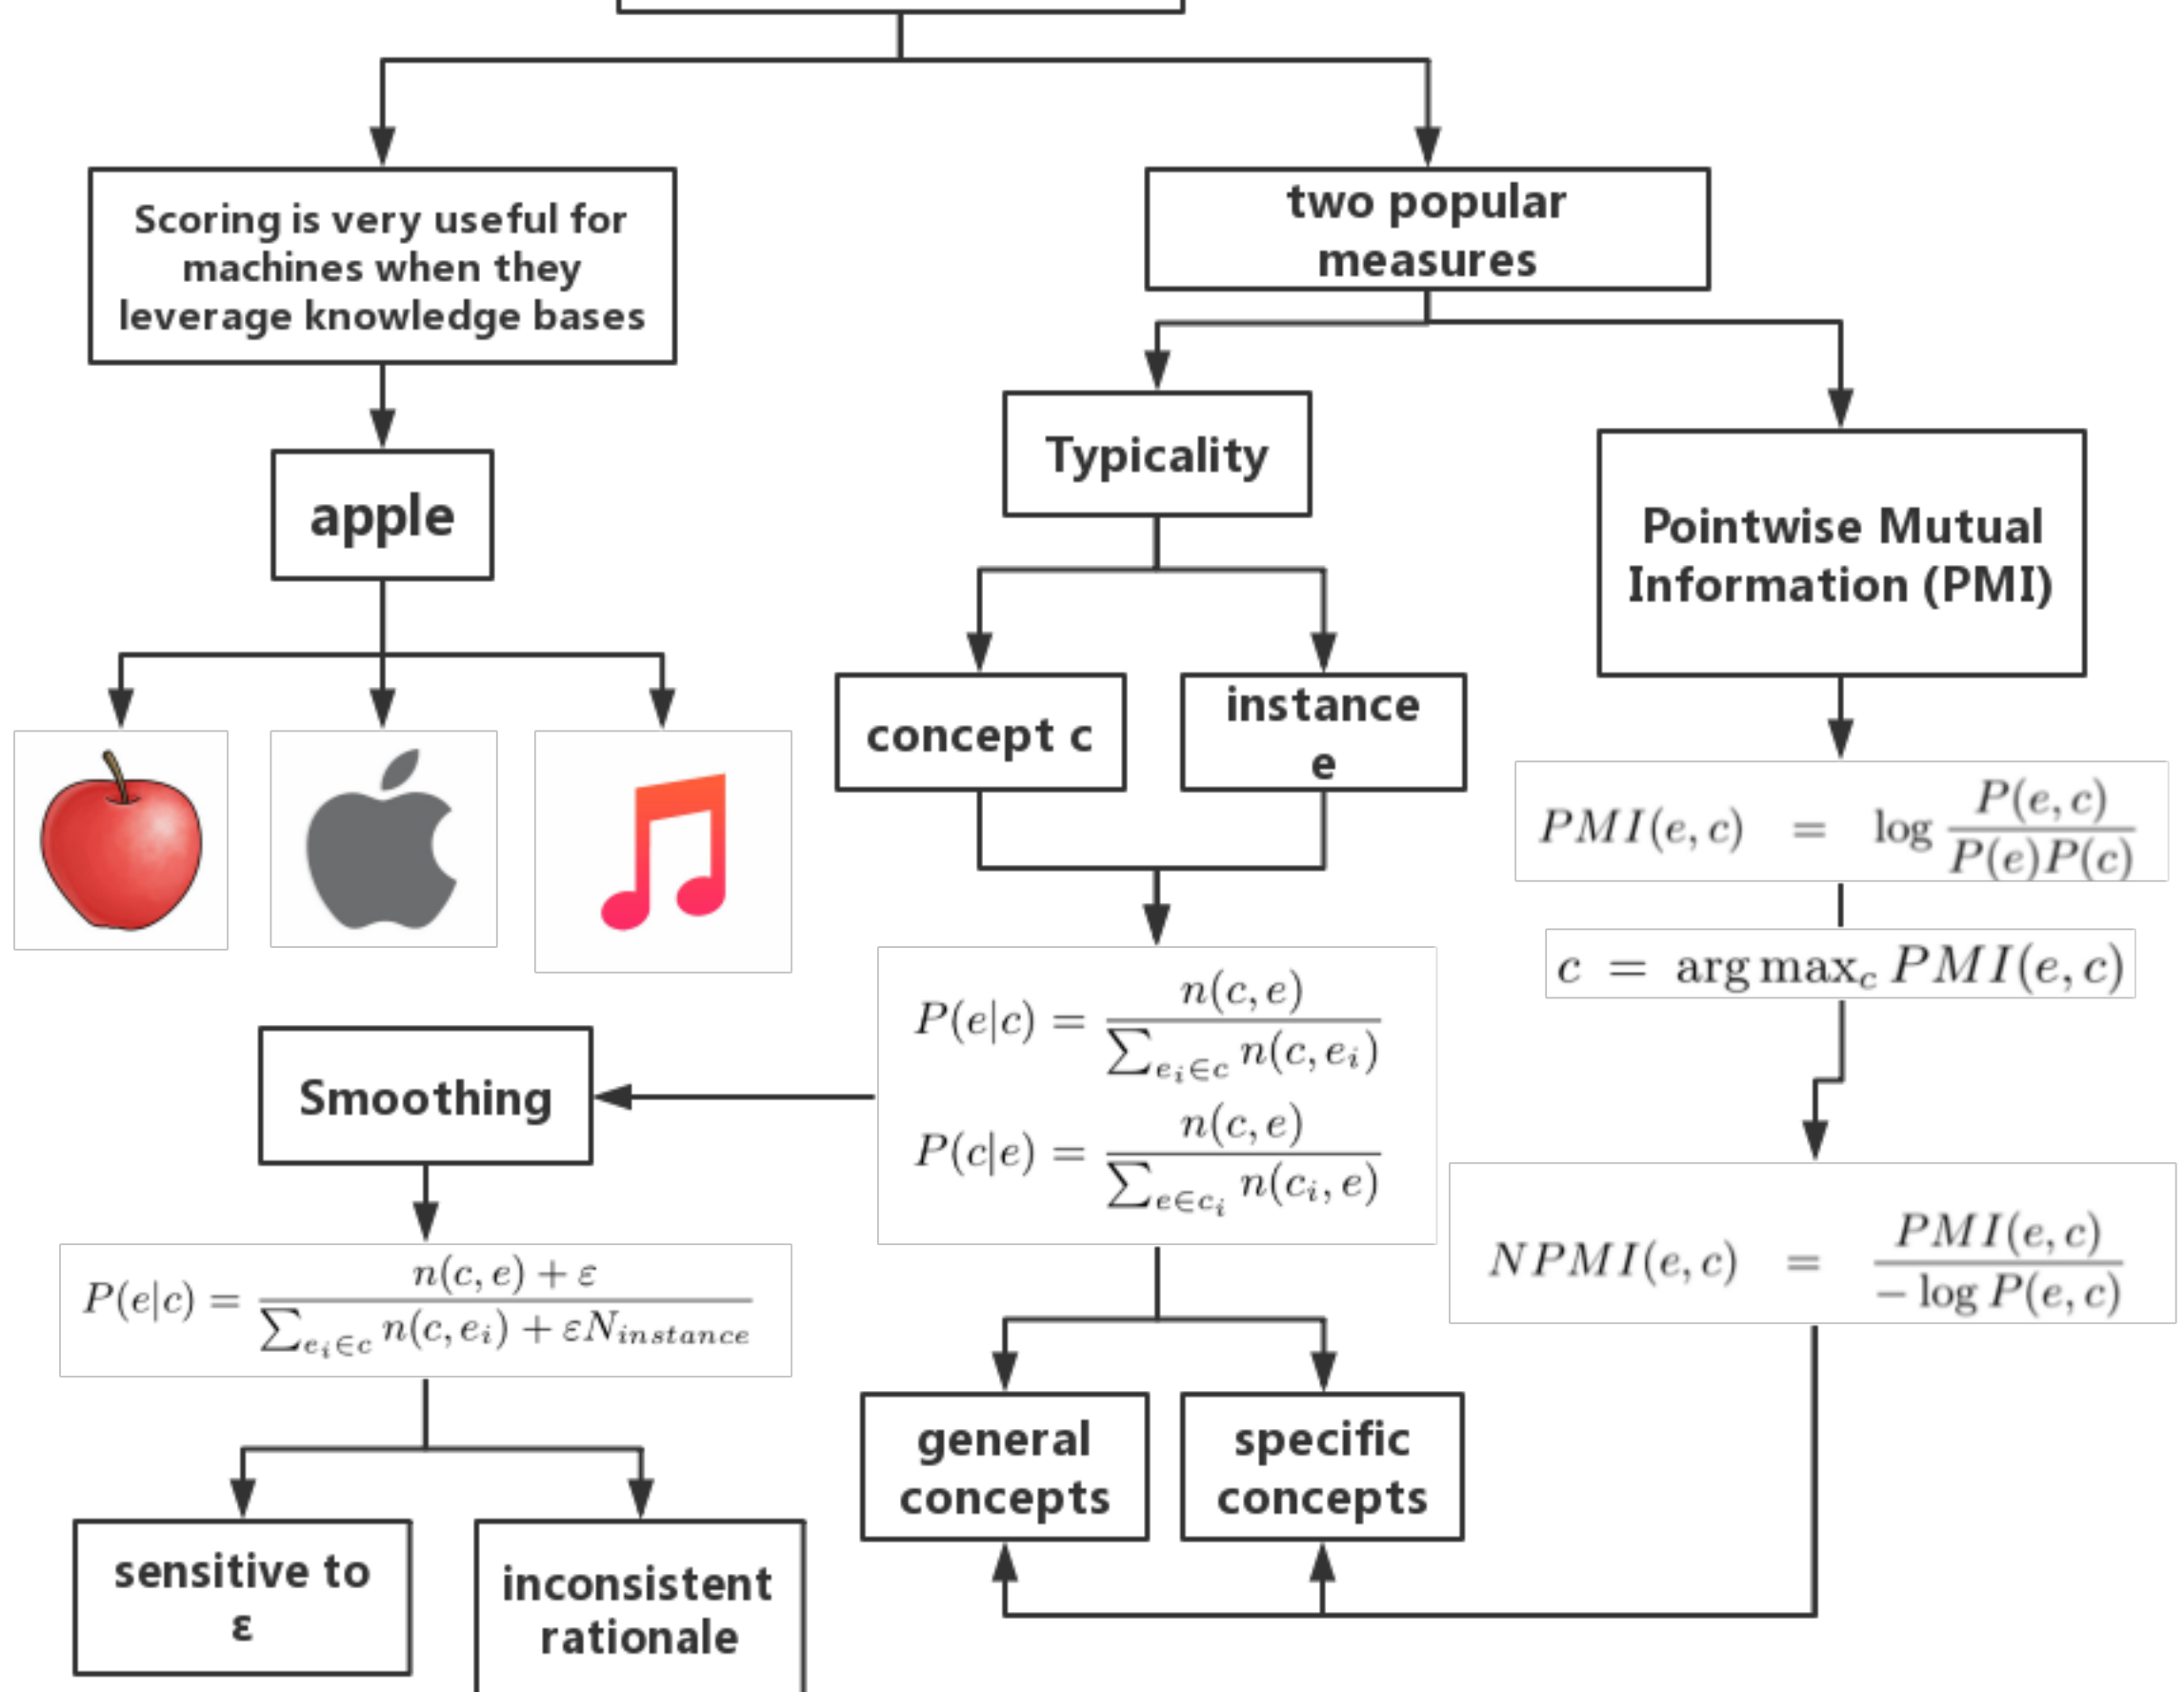 Scoring is very useful for
machines when they
leverage knowledge bases
two popular
measures
apple
Typicality
Pointwise Mutual
Information (PMI)
concept c
instance
e
PMI(e, c) = log P(e, c) / P(e)P(c)
c = arg max_c PMI(e, c)
P(e|c) = n(c, e) / ∑_{e_i∈c} n(c, e_i)
P(c|e) = n(c, e) / ∑_{e∈c_i} n(c_i, e)
Smoothing
NPMI(e, c) = PMI(e, c) / − log P(e, c)
P(e|c) = n(c, e) + ε / ∑_{e_i∈c} n(c, e_i) + εN_{instance}
general
concepts
specific
concepts
sensitive to
ε
inconsistent
rationale